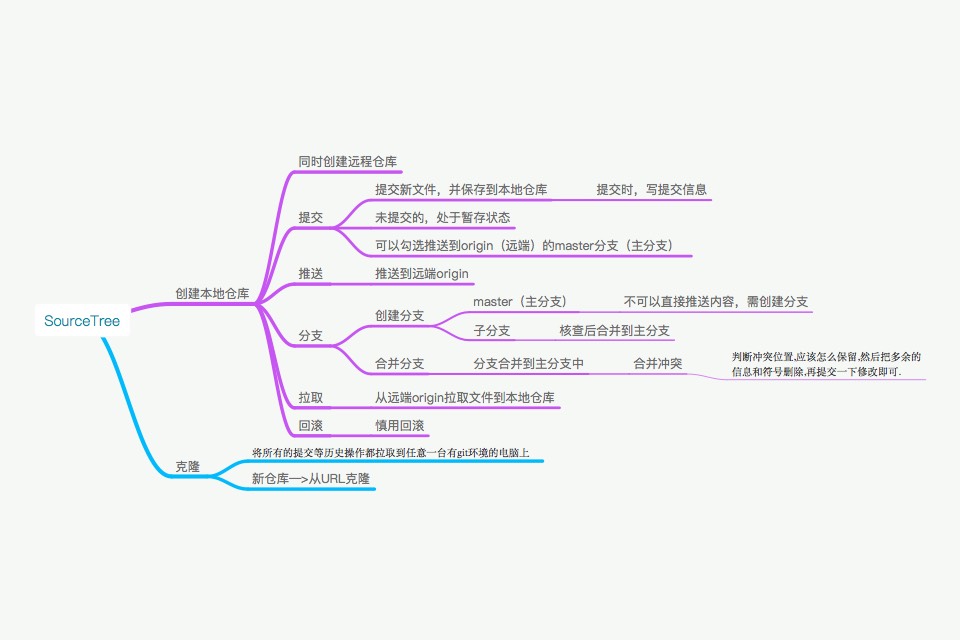 SourceTree
创建本地仓库
同时创建远程仓库
提交
提交新文件，并保存到本地仓库
提交时，写提交信息
未提交的，处于暂存状态
可以勾选推送到origin（远端）的master分支（主分支）
推送
推送到远端origin
分支
创建分支
master（主分支）
不可以直接推送内容，需创建分支
子分支
核查后合并到主分支
合并分支
分支合并到主分支中
合并冲突
判断冲突位置,应该怎么保留,然后把多余的
信息和符号删除,再提交一下修改即可.
拉取
从远端origin拉取文件到本地仓库
回滚
慎用回滚
克隆
将所有的提交等历史操作都拉取到任意一台有git环境的电脑上
新仓库—>从URL克隆